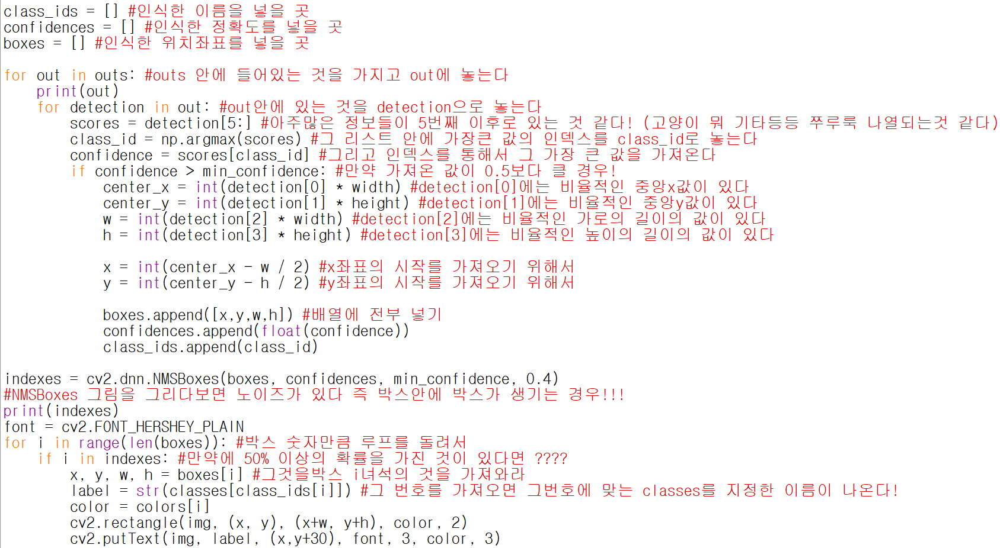 class_ids = [] #인식한 이름을 넣을 곳
confidences = [] #인식한 정확도를 넣을 곳
boxes = [] #인식한 위치좌표를 넣을 곳
for out in outs: #outs 안에 들어있는 것을 가지고 out에 놓는다
    print(out)
    for detection in out: #out안에 있는 것을 detection으로 놓는다
        scores = detection[5:] #아주많은 정보들이 5번째 이후로 있는 것 같다! (고양이 뭐 기타등등 쭈루룩 나열되는것 같다)
        class_id = np.argmax(scores) #그 리스트 안에 가장큰 값의 인덱스를 class_id로 놓는다
        confidence = scores[class_id] #그리고 인덱스를 통해서 그 가장 큰 값을 가져온다
        if confidence > min_confidence: #만약 가져온 값이 0.5보다 클 경우!
            center_x = int(detection[0] * width) #detection[0]에는 비율적인 중앙x값이 있다
            center_y = int(detection[1] * height) #detection[1]에는 비율적인 중앙y값이 있다
            w = int(detection[2] * width) #detection[2]에는 비율적인 가로의 길이의 값이 있다
            h = int(detection[3] * height) #detection[3]에는 비율적인 높이의 길이의 값이 있다
            x = int(center_x - w / 2) #x좌표의 시작를 가져오기 위해서
            y = int(center_y - h / 2) #y좌표의 시작를 가져오기 위해서
            boxes.append([x,y,w,h]) #배열에 전부 넣기
            confidences.append(float(confidence))
            class_ids.append(class_id)
indexes = cv2.dnn.NMSBoxes(boxes, confidences, min_confidence, 0.4)
#NMSBoxes 그림을 그리다보면 노이즈가 있다 즉 박스안에 박스가 생기는 경우!!!
print(indexes)
font = cv2.FONT_HERSHEY_PLAIN
for i in range(len(boxes)): #박스 숫자만큼 루프를 돌려서
    if i in indexes: #만약에 50% 이상의 확률을 가진 것이 있다면 ????
        x, y, w, h = boxes[i] #그것을박스 i녀석의 것을 가져와라
        label = str(classes[class_ids[i]]) #그 번호를 가져오면 그번호에 맞는 classes를 지정한 이름이 나온다!
        color = colors[i]
        cv2.rectangle(img, (x, y), (x+w, y+h), color, 2)
        cv2.putText(img, label, (x,y+30), font, 3, color, 3)